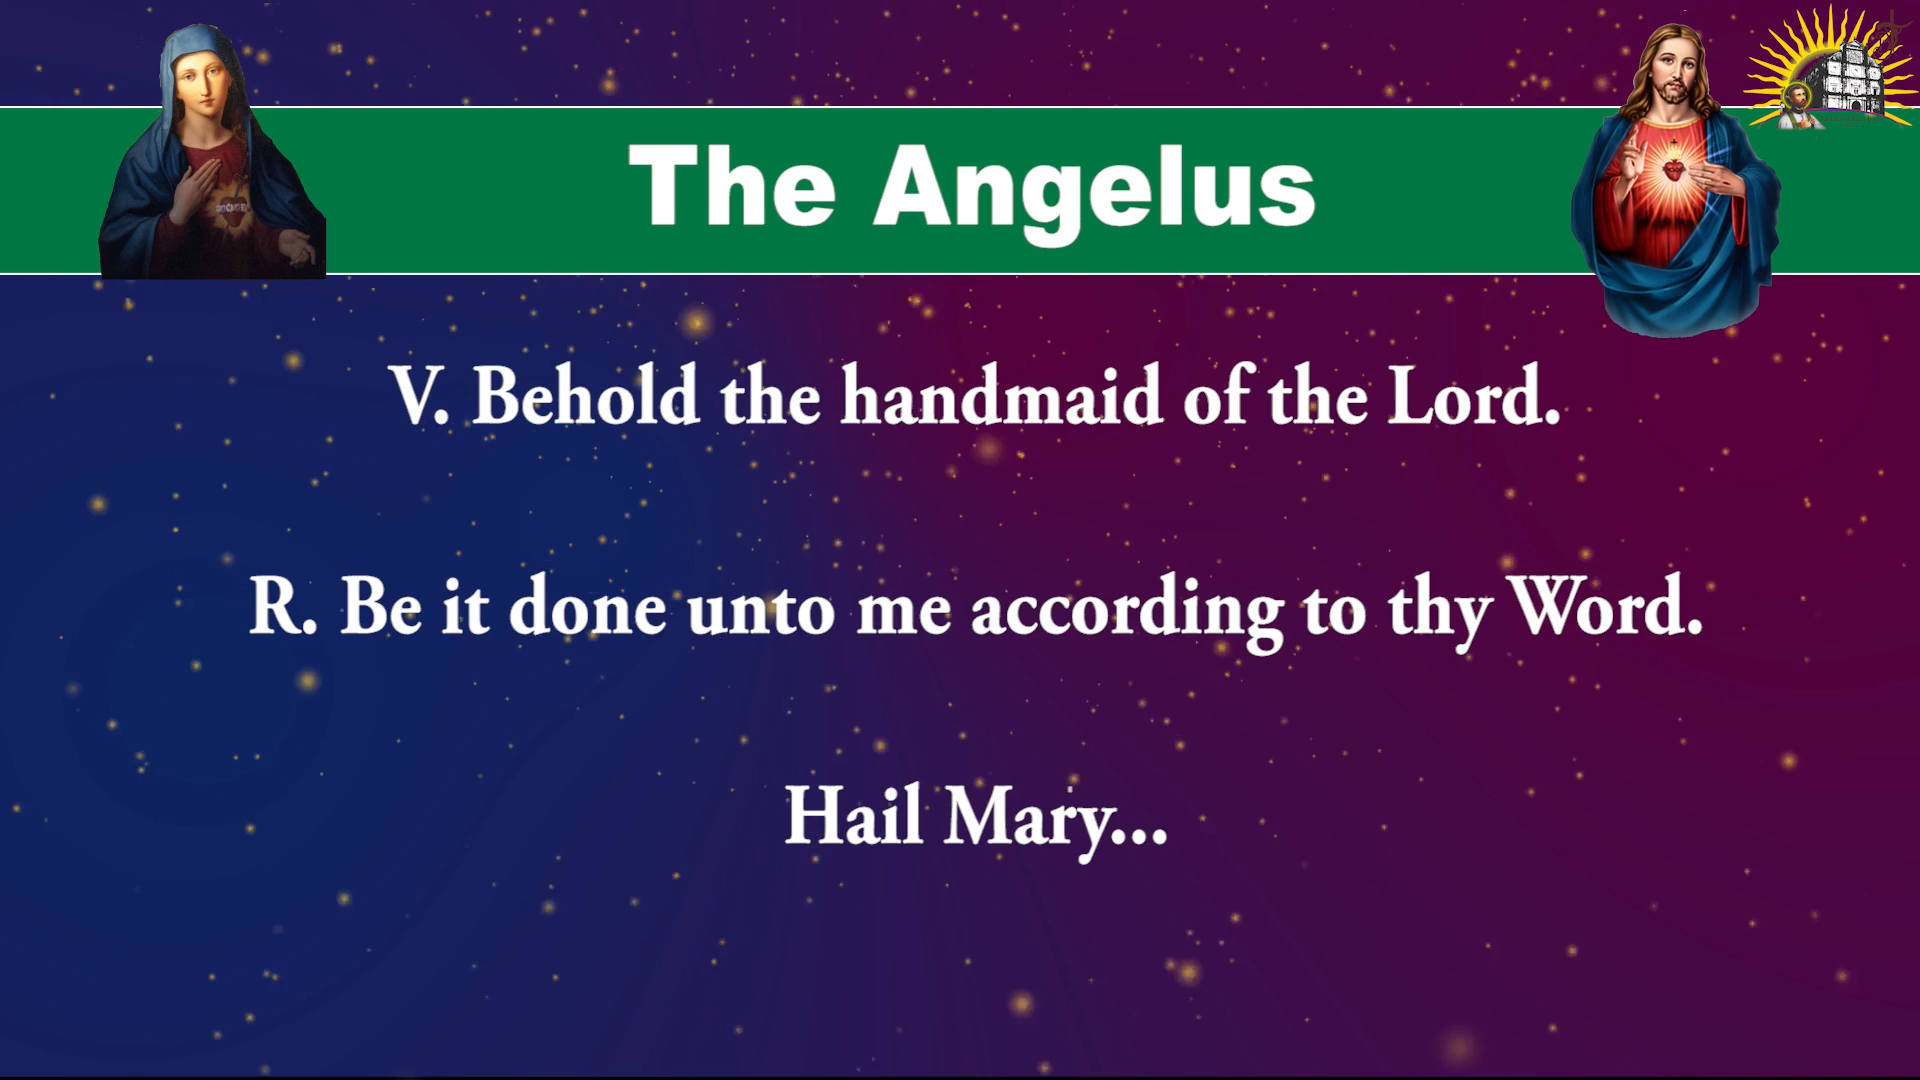 The Angelus
V. Behold the handmaid of the Lord.
R. Be it done unto me according to thy Word.
Hail Mary...